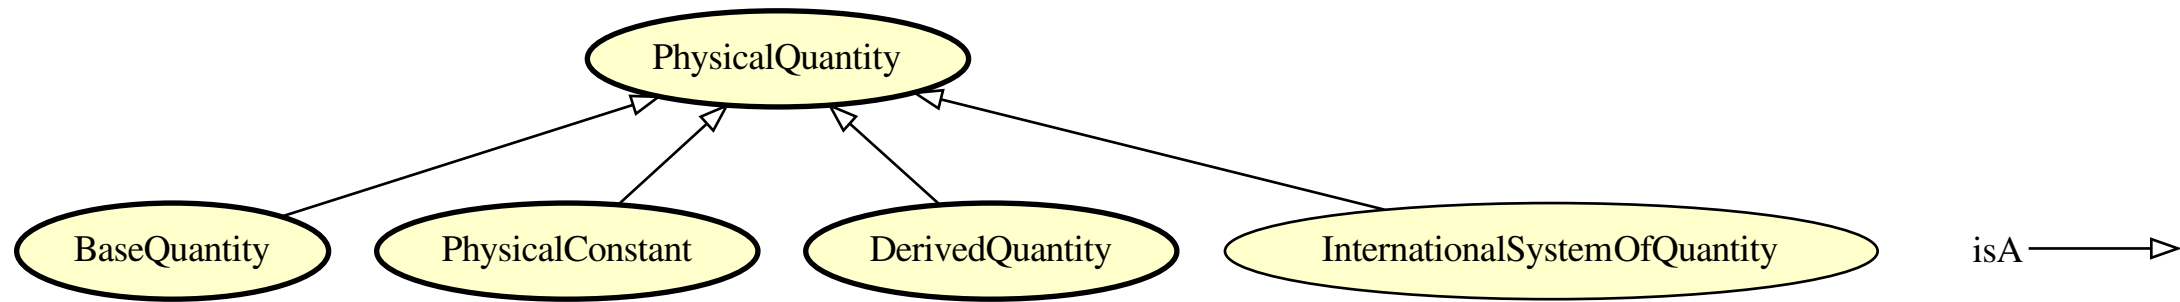 PhysicalQuantity
BaseQuantity
PhysicalConstant
DerivedQuantity
InternationalSystemOfQuantity
isA